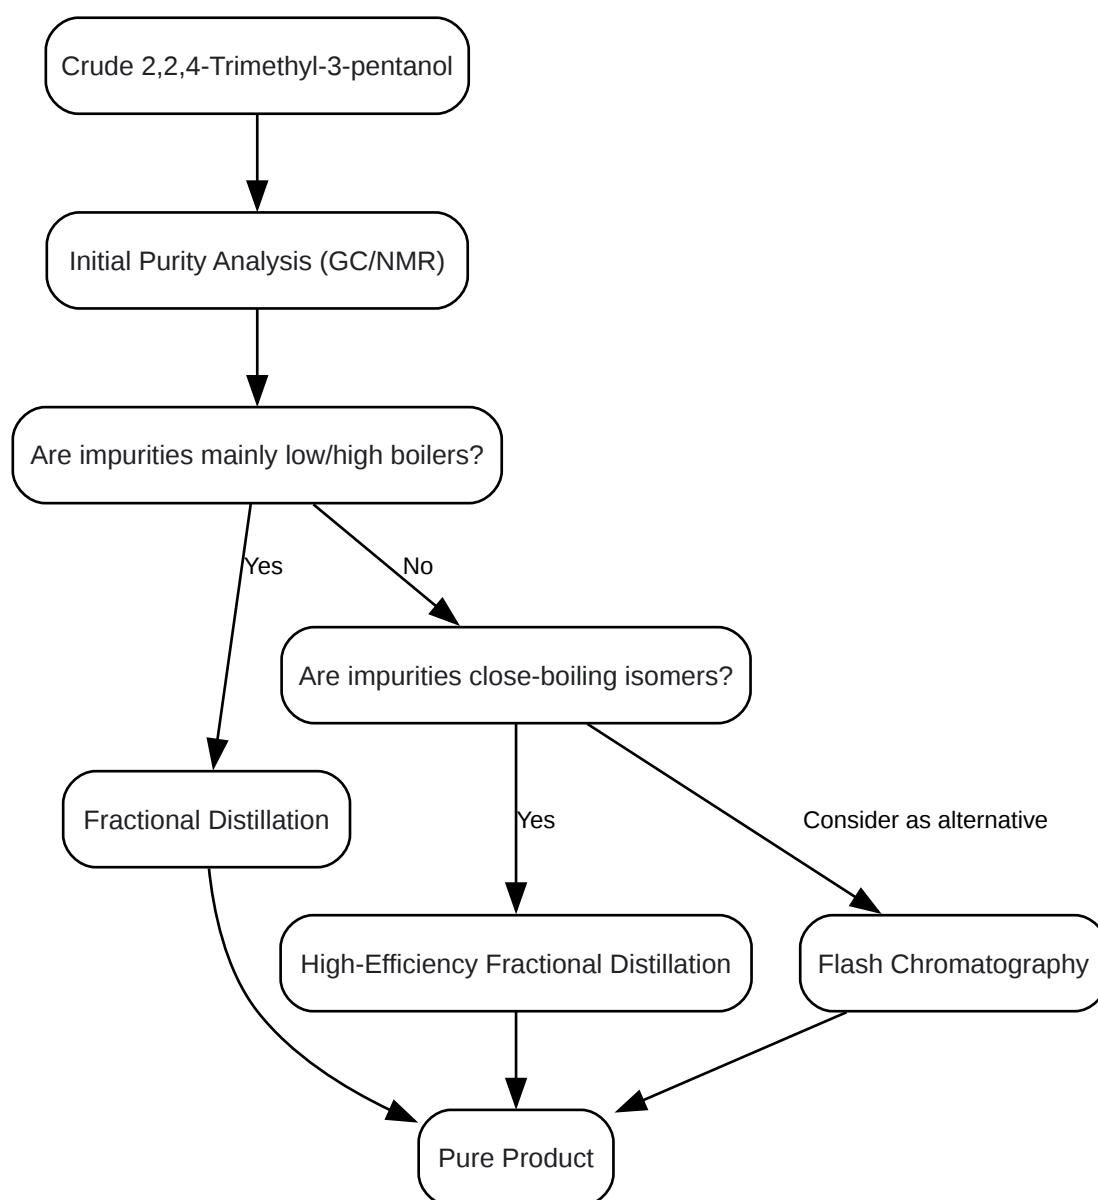 Crude 2,2,4-Trimethyl-3-pentanol
Initial Purity Analysis (GC/NMR)
Are impurities mainly low/high boilers?
Yes
No
Are impurities close-boiling isomers?
Fractional Distillation
Yes
Consider as alternative
High-Efficiency Fractional Distillation
Flash Chromatography
Pure Product